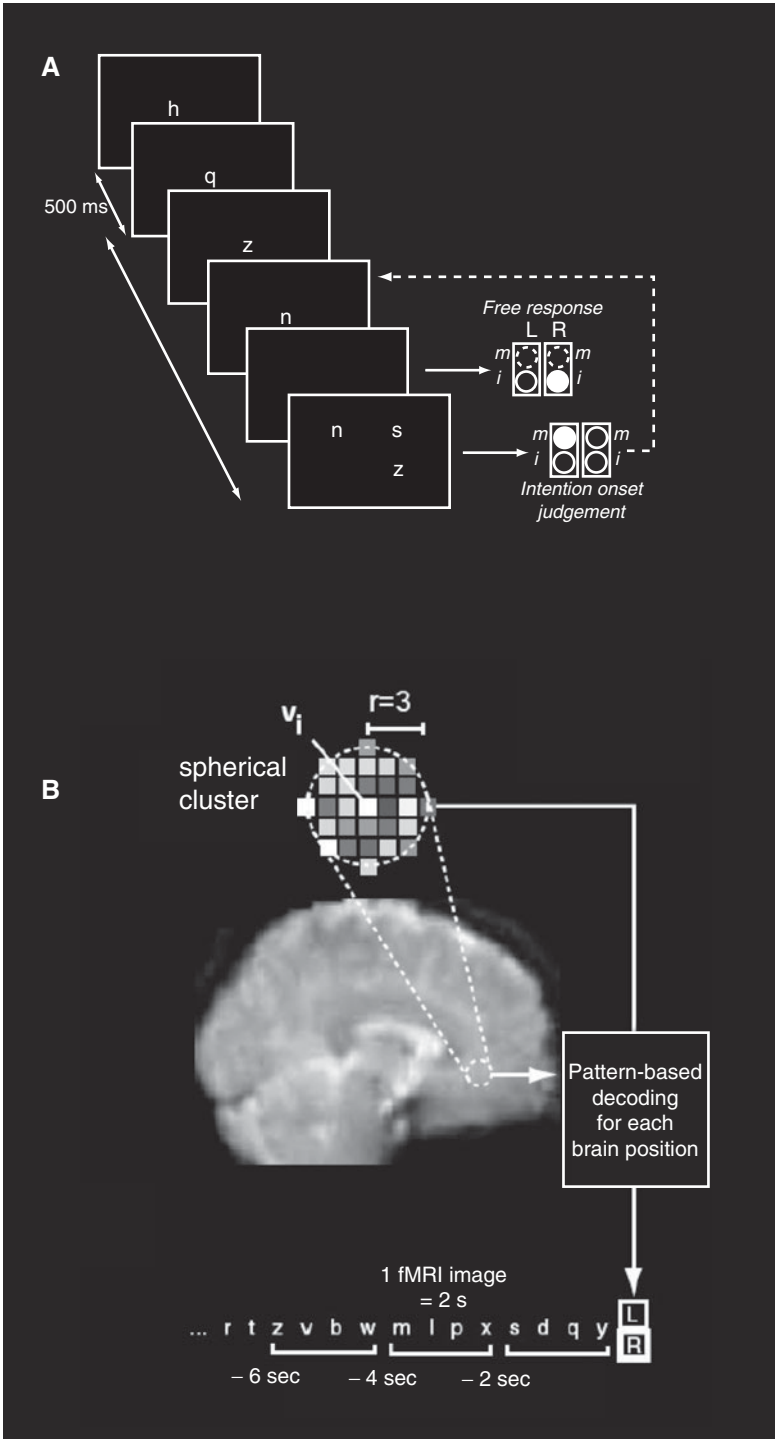 A
h
q
500 ms
z
n
Free response
L R
m m
i i
n s
z
m m
i i
Intention onset
judgement
B
r=3
vi
spherical
cluster
Pattern-based
decoding
for each
brain position
1 fMRI image
= 2 s
... r t z v b w m l p x s d q y
L
R
– 6 sec – 4 sec – 2 sec